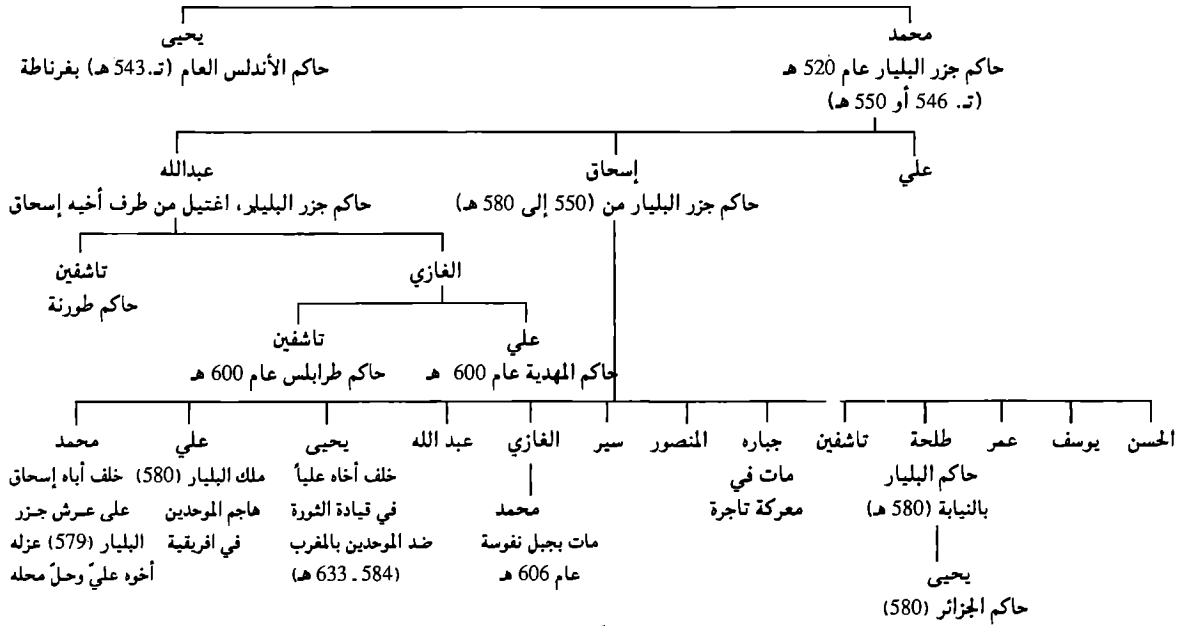 محمد
حاكم جزر البليار عام 520 هـ
(تـ. 546 أو 550 هـ)
يحيى
حاكم الأندلس العام (تـ.543 هـ) بغرناطة
علي
إسحاق
حاكم جزر البليار من (550 إلى 580 هـ)
عبدالله
حاكم جزر البليار، اغتيل من طرف أخيه إسحاق
الغازي
تاشفين
حاكم طورنة
علي
حاكم المهدية عام 600 هـ
تاشفين
حاكم طرابلس عام 600 هـ
الحسن
يوسف
عمر
طلحة
حاكم البليار
بالنيابة (580 هـ)
يحيى
حاكم الجزائر (580)
تاشفين
جباره
مات في
معركة تاجرة
المنصور
سير
الغازي
محمد
مات بجبل نفوسة
عام 606 هـ
عبد الله
يحيى
خلف أخاه علياً
في قيادة الثورة
ضد الموحدين بالمغرب
(584 ـ 633 هـ)
علي
ملك البليار (580)
هاجم الموحدين
في افريقية
محمد
خلف أباه إسحاق
على عـرش جـزر
البليار (579) عزله
أخوه عليّ وحلّ محله